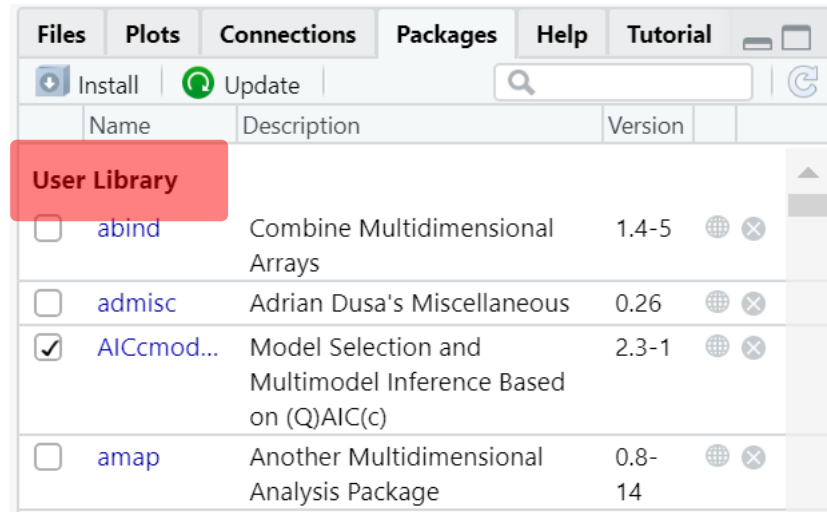 Files Plots Connections Packages Help Tutorial
Install Update
Name Description Version
User Library
abind Combine Multidimensional 1.4-5
Arrays
admisc Adrian Dusa's Miscellaneous 0.26
AICcmod... Model Selection and 2.3-1
Multimodel Inference Based
on (Q)AIC(c)
amap Another Multidimensional 0.8-
Analysis Package 14